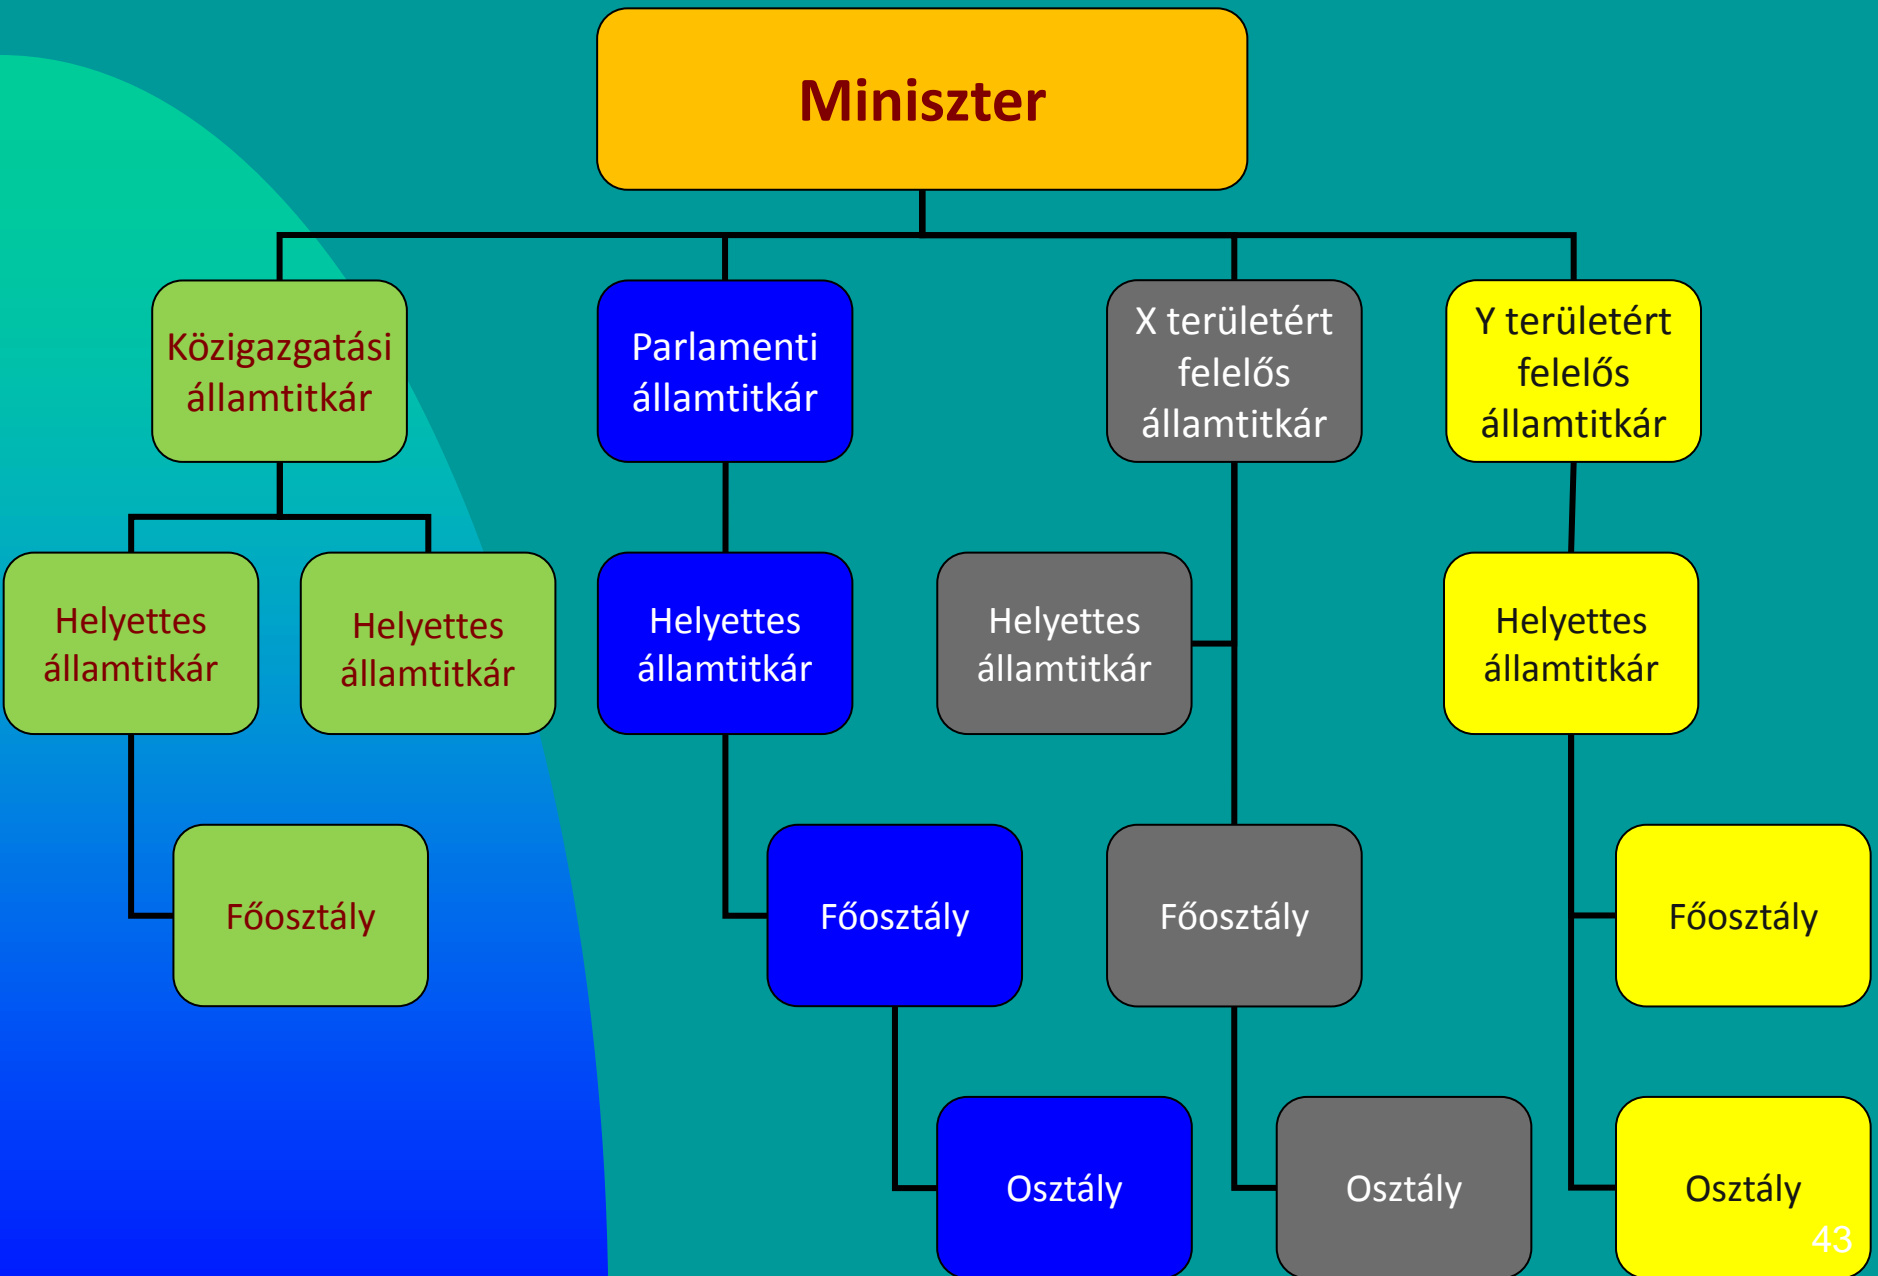 Miniszter
Közigazgatási
államtitkár
Parlamenti
államtitkár
X területért
felelős
államtitkár
Y területért
felelős
államtitkár
Helyettes
államtitkár
Helyettes
államtitkár
Helyettes
államtitkár
Helyettes
államtitkár
Helyettes
államtitkár
Főosztály
Főosztály
Főosztály
Főosztály
Osztály
Osztály
Osztály
43